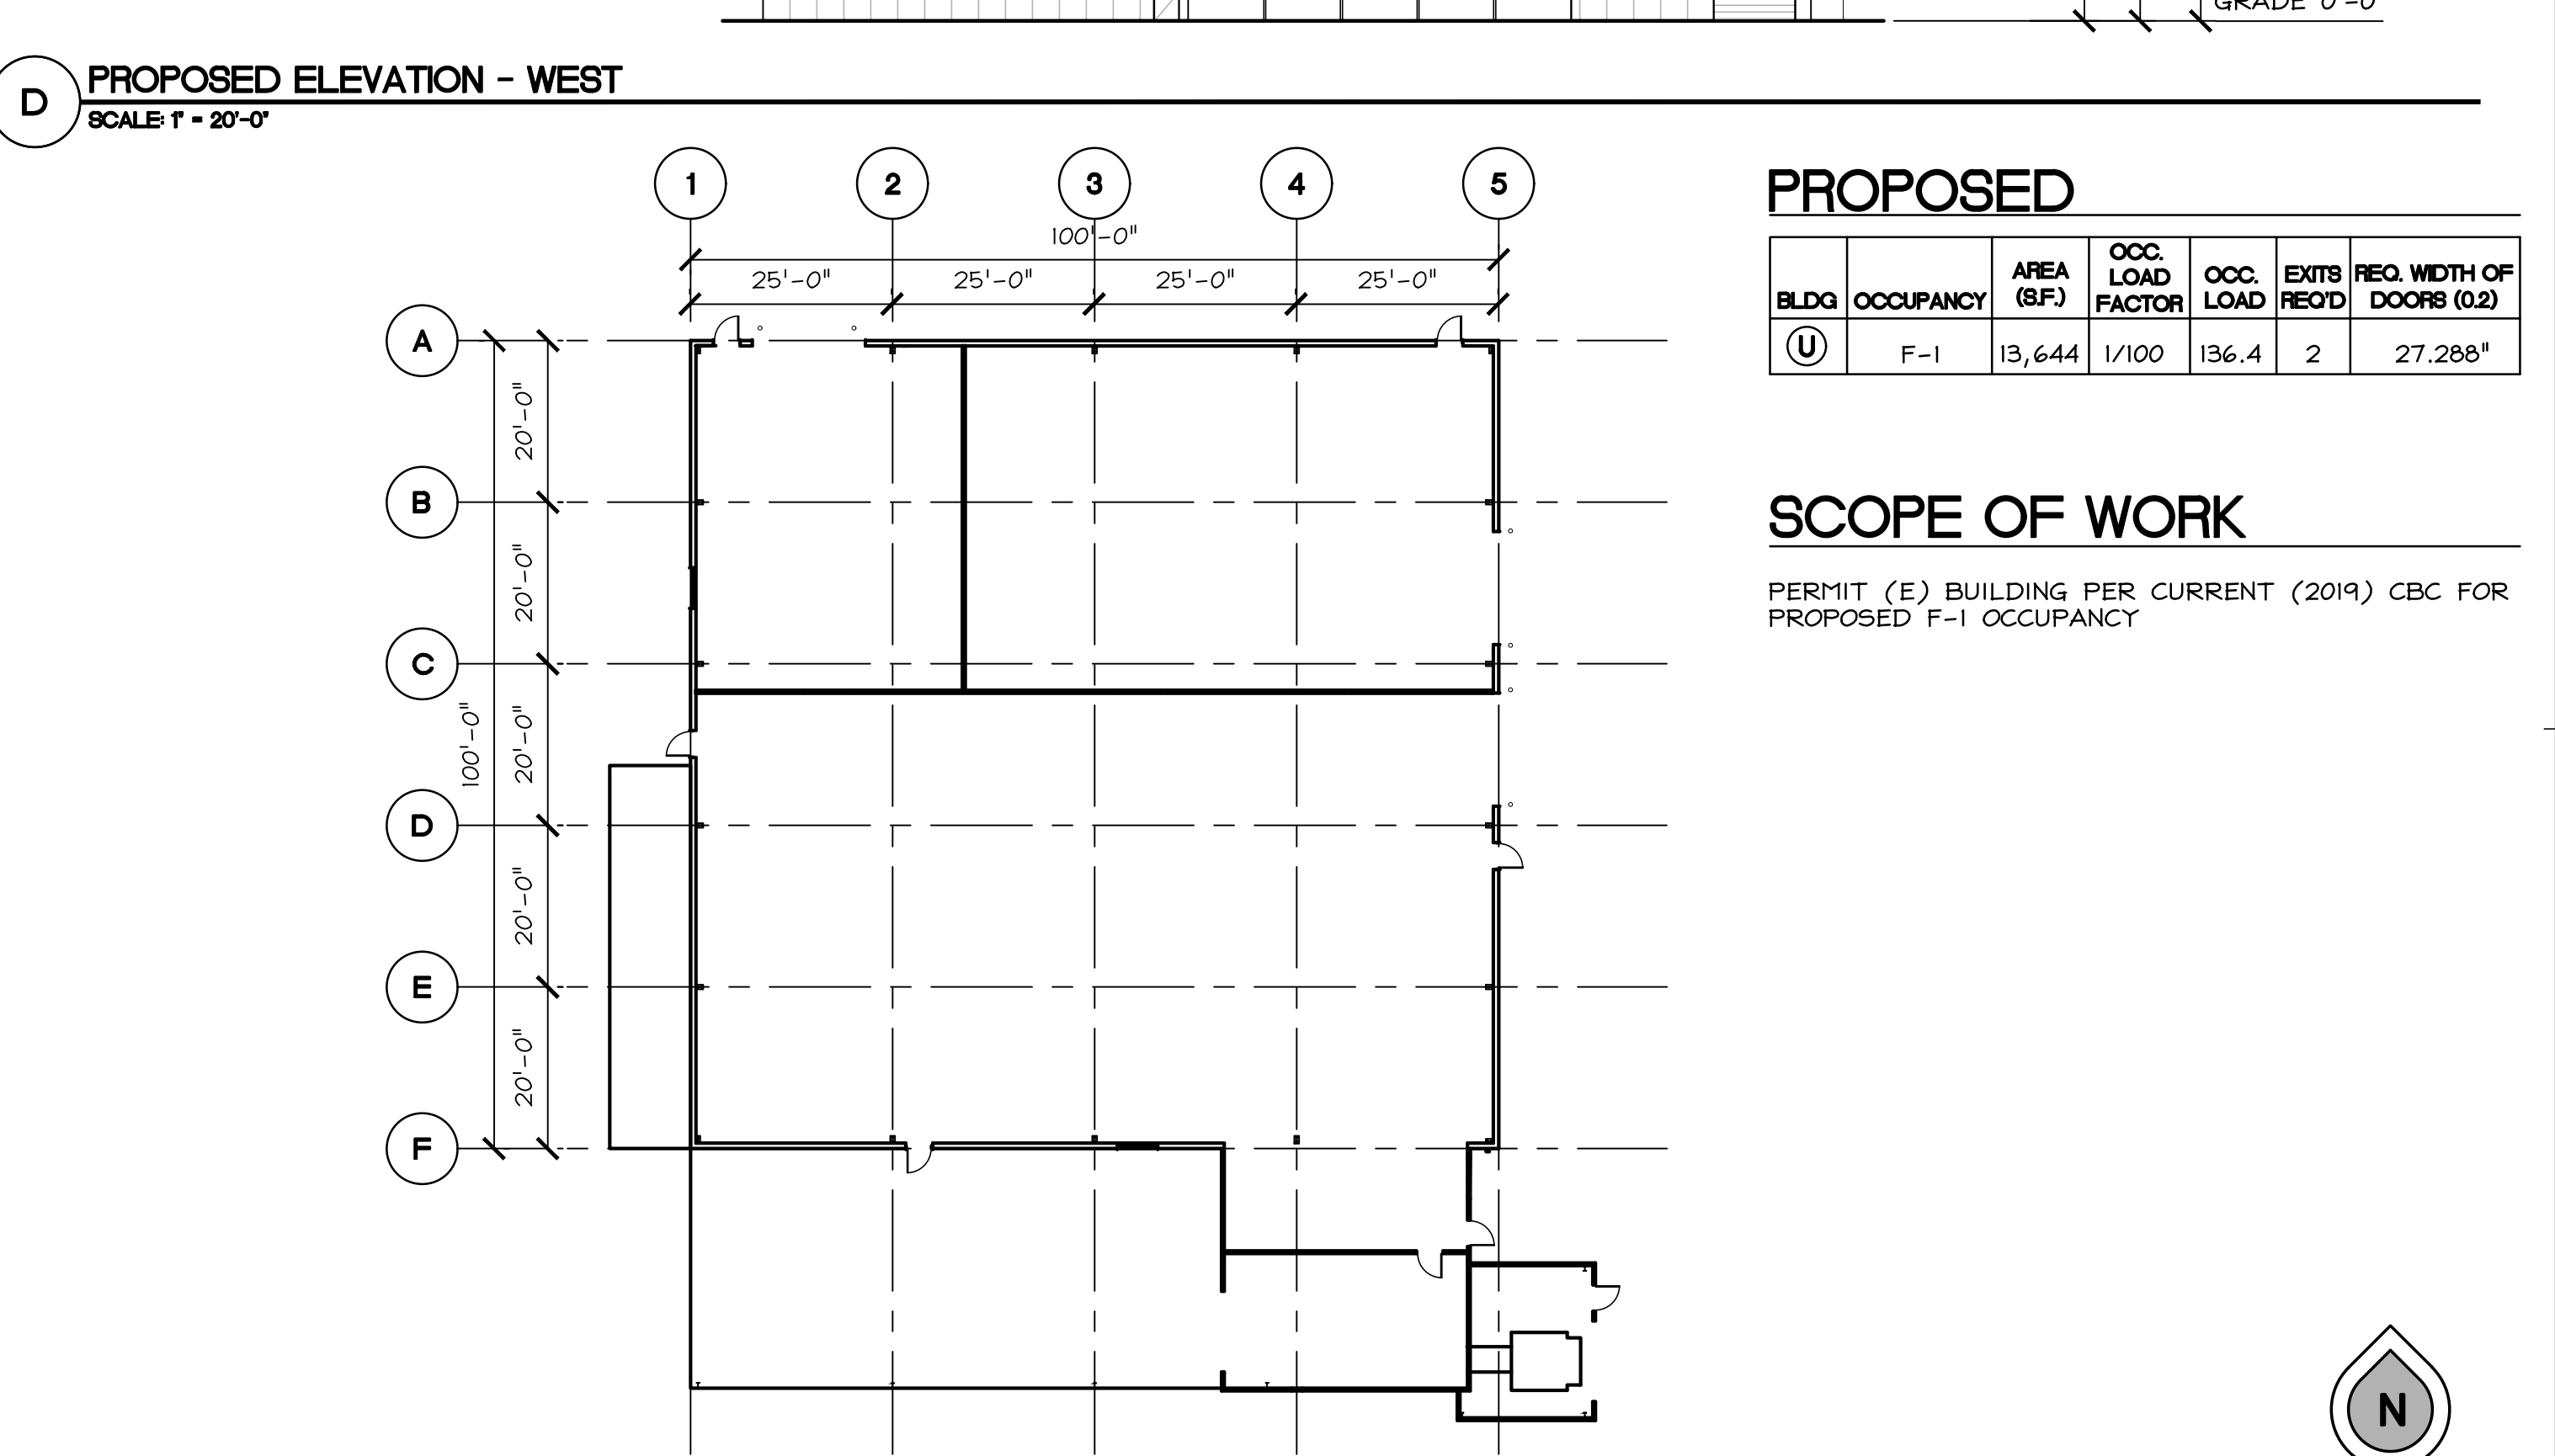 GRADE 0'-0"
D
PROPOSED ELEVATION - WEST
SCALE: 1" = 20'-0"
1 2 3 4 5
100'-0"
25'-0" 25'-0" 25'-0" 25'-0"
A
B
C
D
E
F
20'-0"
20'-0"
20'-0"
20'-0"
20'-0"
100'-0"
PROPOSED
BLDG OCCUPANCY AREA (S.F.) OCC. LOAD FACTOR OCC. LOAD EXITS REQ'D REQ. WIDTH OF DOORS (0.2)
U F-1 13,644 1/100 136.4 2 27.288"
SCOPE OF WORK
PERMIT (E) BUILDING PER CURRENT (2019) CBC FOR
PROPOSED F-1 OCCUPANCY
N